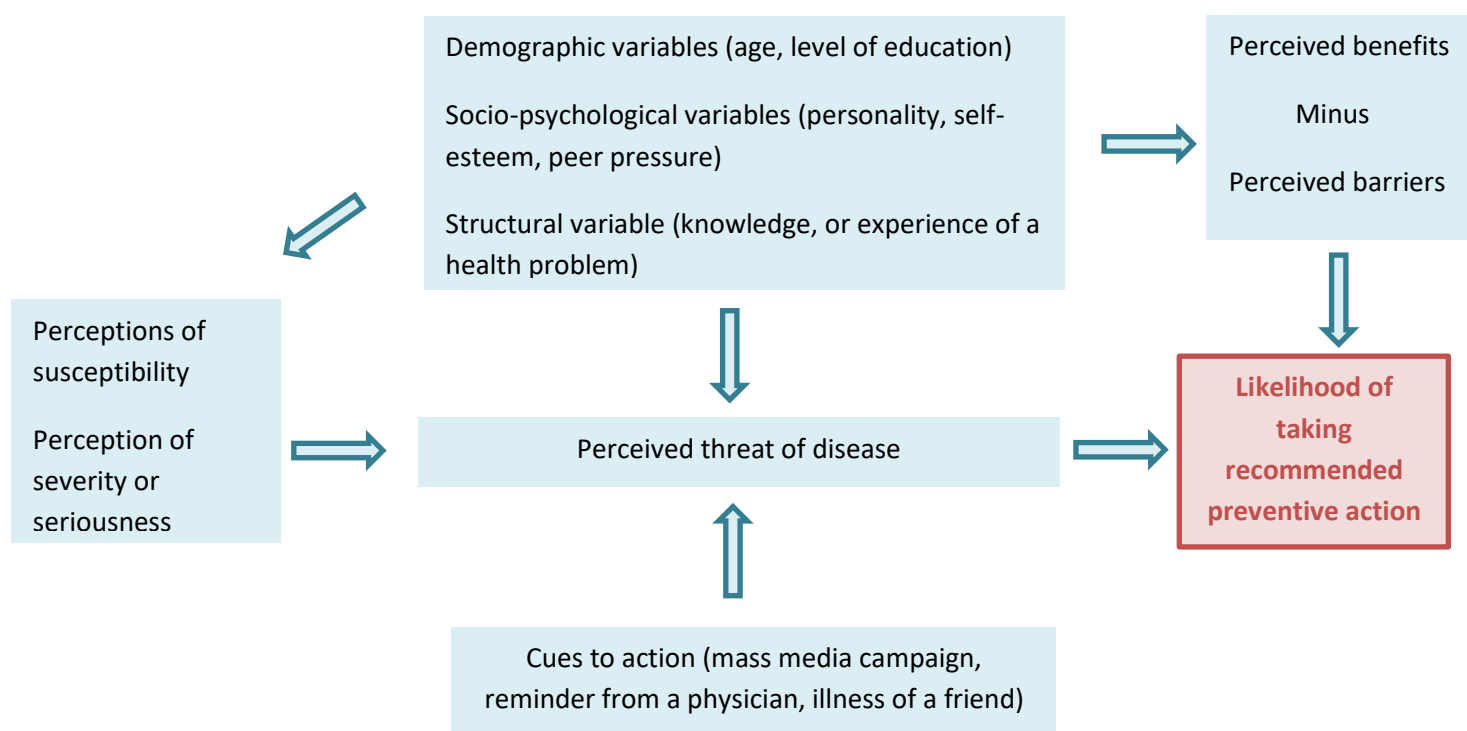 Demographic variables (age, level of education)
Socio-psychological variables (personality, self-
esteem, peer pressure)
Structural variable (knowledge, or experience of a
health problem)
Perceived benefits
Minus
Perceived barriers
Perceptions of
susceptibility
Perception of
severity or
seriousness
Perceived threat of disease
Likelihood of
taking
recommended
preventive action
Cues to action (mass media campaign,
reminder from a physician, illness of a friend)